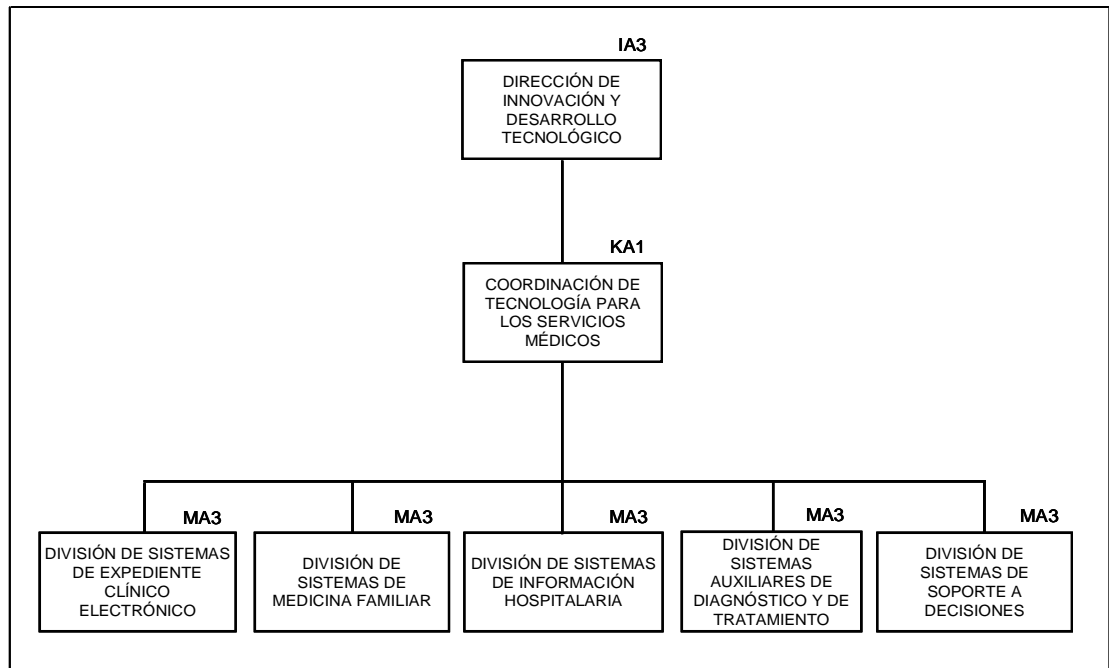 IA3
DIRECCIÓN DE
INNOVACIÓN Y
DESARROLLO
TECNOLÓGICO
KA1
COORDINACIÓN DE
TECNOLOGÍA PARA
LOS SERVICIOS
MÉDICOS
MA3
DIVISIÓN DE SISTEMAS
DE EXPEDIENTE
CLÍNICO
ELECTRÓNICO
MA3
DIVISIÓN DE
SISTEMAS DE
MEDICINA FAMILIAR
MA3
DIVISIÓN DE SISTEMAS
DE INFORMACIÓN
HOSPITALARIA
MA3
DIVISIÓN DE
SISTEMAS
AUXILIARES DE
DIAGNÓSTICO Y DE
TRATAMIENTO
MA3
DIVISIÓN DE
SISTEMAS DE
SOPORTE A
DECISIONES